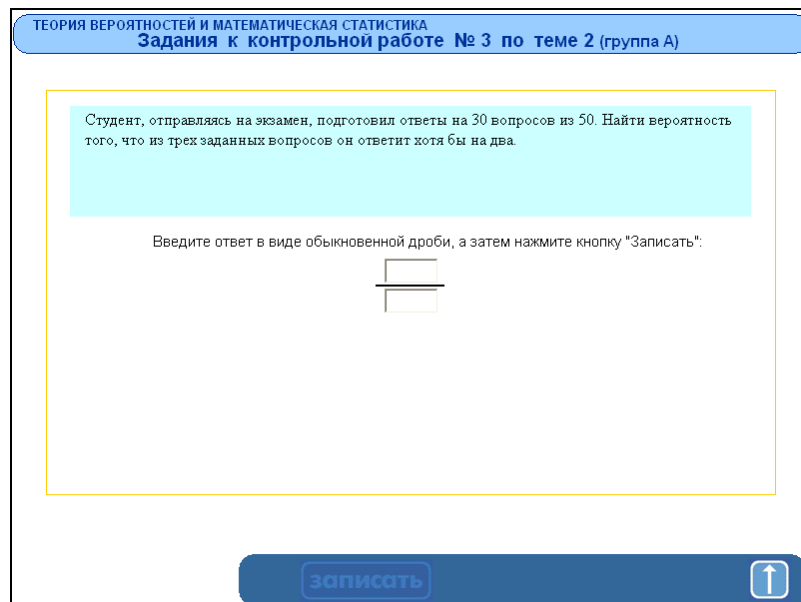 ТЕОРИЯ ВЕРОЯТНОСТЕЙ И МАТЕМАТИЧЕСКАЯ СТАТИСТИКА
Задания к контрольной работе № 3 по теме 2 (группа А)
Студент, отправляясь на экзамен, подготовил ответы на 30 вопросов из 50. Найти вероятность
того, что из трех заданных вопросов он ответит хотя бы на два.
Введите ответ в виде обыкновенной дроби, а затем нажмите кнопку "Записать":
записать